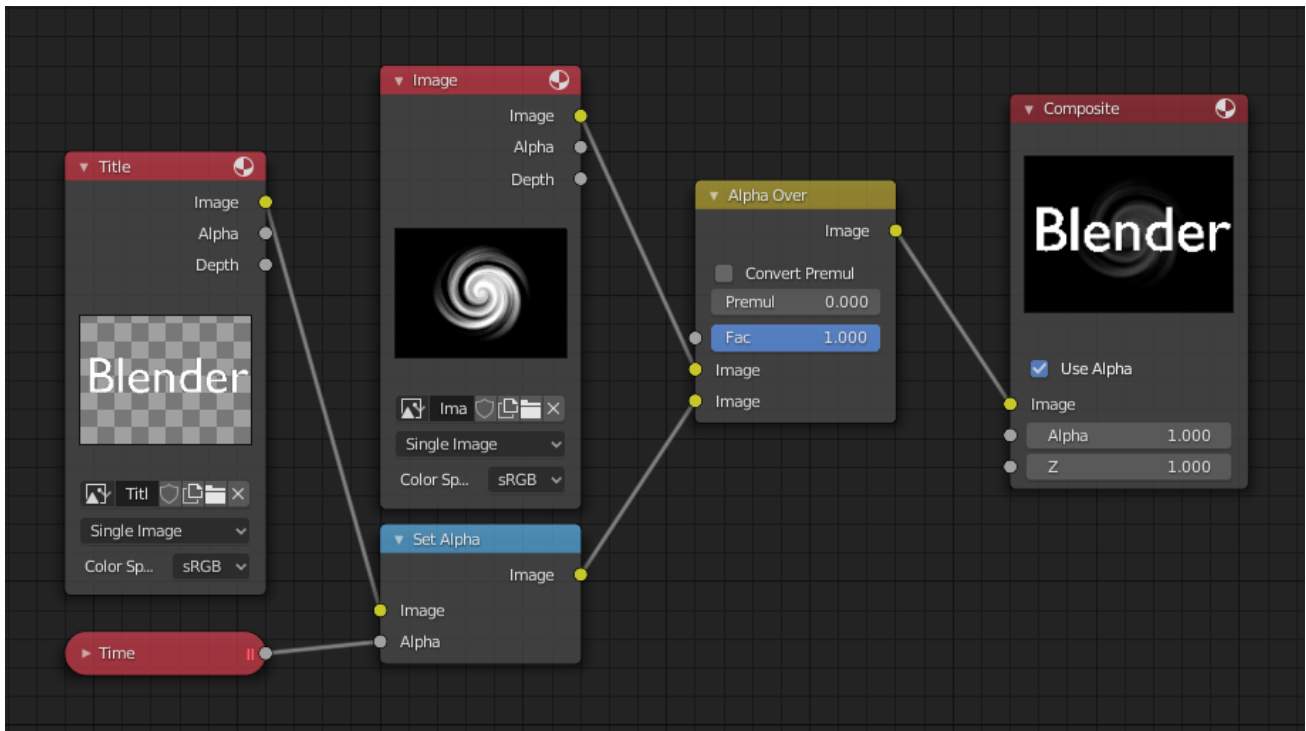 Title
Image
Alpha
Depth
Blender
Titl
Single Image
Color Sp... sRGB
Time
Image
Image
Alpha
Depth
Ima
Single Image
Color Sp... sRGB
Set Alpha
Image
Image
Alpha
Alpha Over
Image
Convert Premul
Premul 0.000
Fac 1.000
Image
Image
Composite
Blender
Use Alpha
Image
Alpha 1.000
Z 1.000